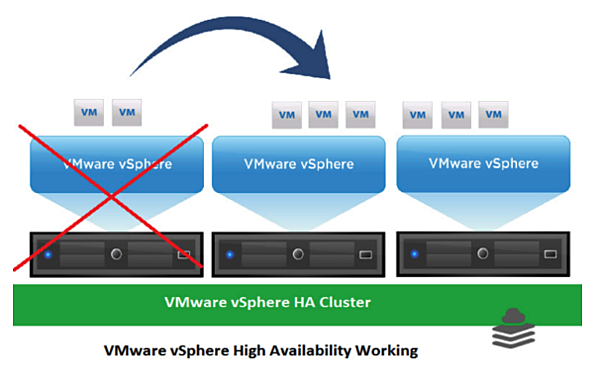 VM VM VM VM VM VM VM VM
VMware vSphere VMware vSphere VMware vSphere
VMware vSphere HA Cluster
VMware vSphere High Availability Working